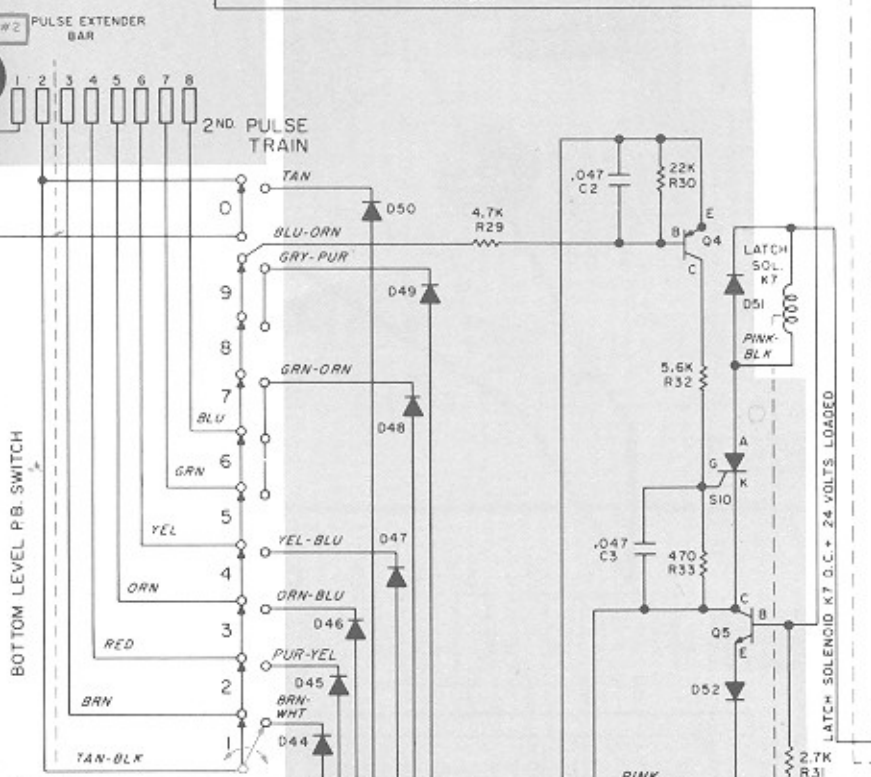 #2
PULSE EXTENDER
BAR
1 2 3 4 5 6 7 8
2ND. PULSE
TRAIN
TAN
0
D50
BLU-ORN
4.7K
R29
GRY-PUR
9
D49
8
GRN-ORN
7
D48
BLU
6
GRN
5
YEL
YEL-BLU
D47
4
ORN
ORN-BLU
D46
3
RED
PUR-YEL
D45
2
BRN
BRN-
WHT
D44
1
TAN-BLK
BOTTOM LEVEL P.B. SWITCH
.047
C2
22K
R30
E
B
Q4
C
LATCH
SOL.
K7
D51
PINK-
BLK
5.6K
R32
A
G
K
S10
.047
C3
470
R33
C
B
Q5
E
D52
PINK
2.7K
R31
LATCH SOLENOID K7 O.C. + 24 VOLTS LOADED